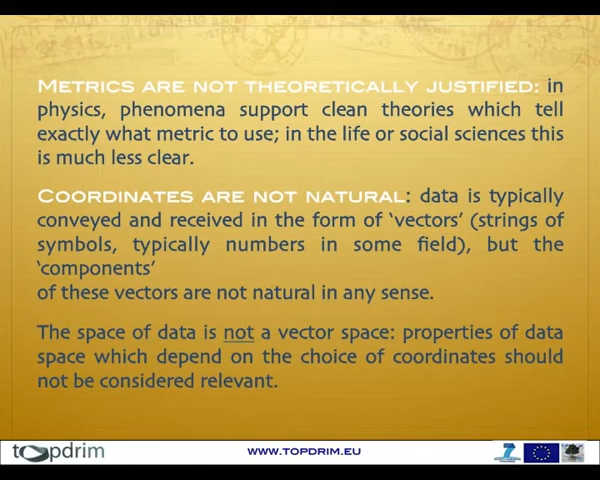 METRICS ARE NOT THEORETICALLY JUSTIFIED: in
physics, phenomena support clean theories which tell
exactly what metric to use; in the life or social sciences this
is much less clear.
COORDINATES ARE NOT NATURAL: data is typically
conveyed and received in the form of ‘vectors’ (strings of
symbols, typically numbers in some field), but the
‘components’
of these vectors are not natural in any sense.
The space of data is not a vector space: properties of data
space which depend on the choice of coordinates should
not be considered relevant.
topdrim
WWW.TOPDRIM.EU